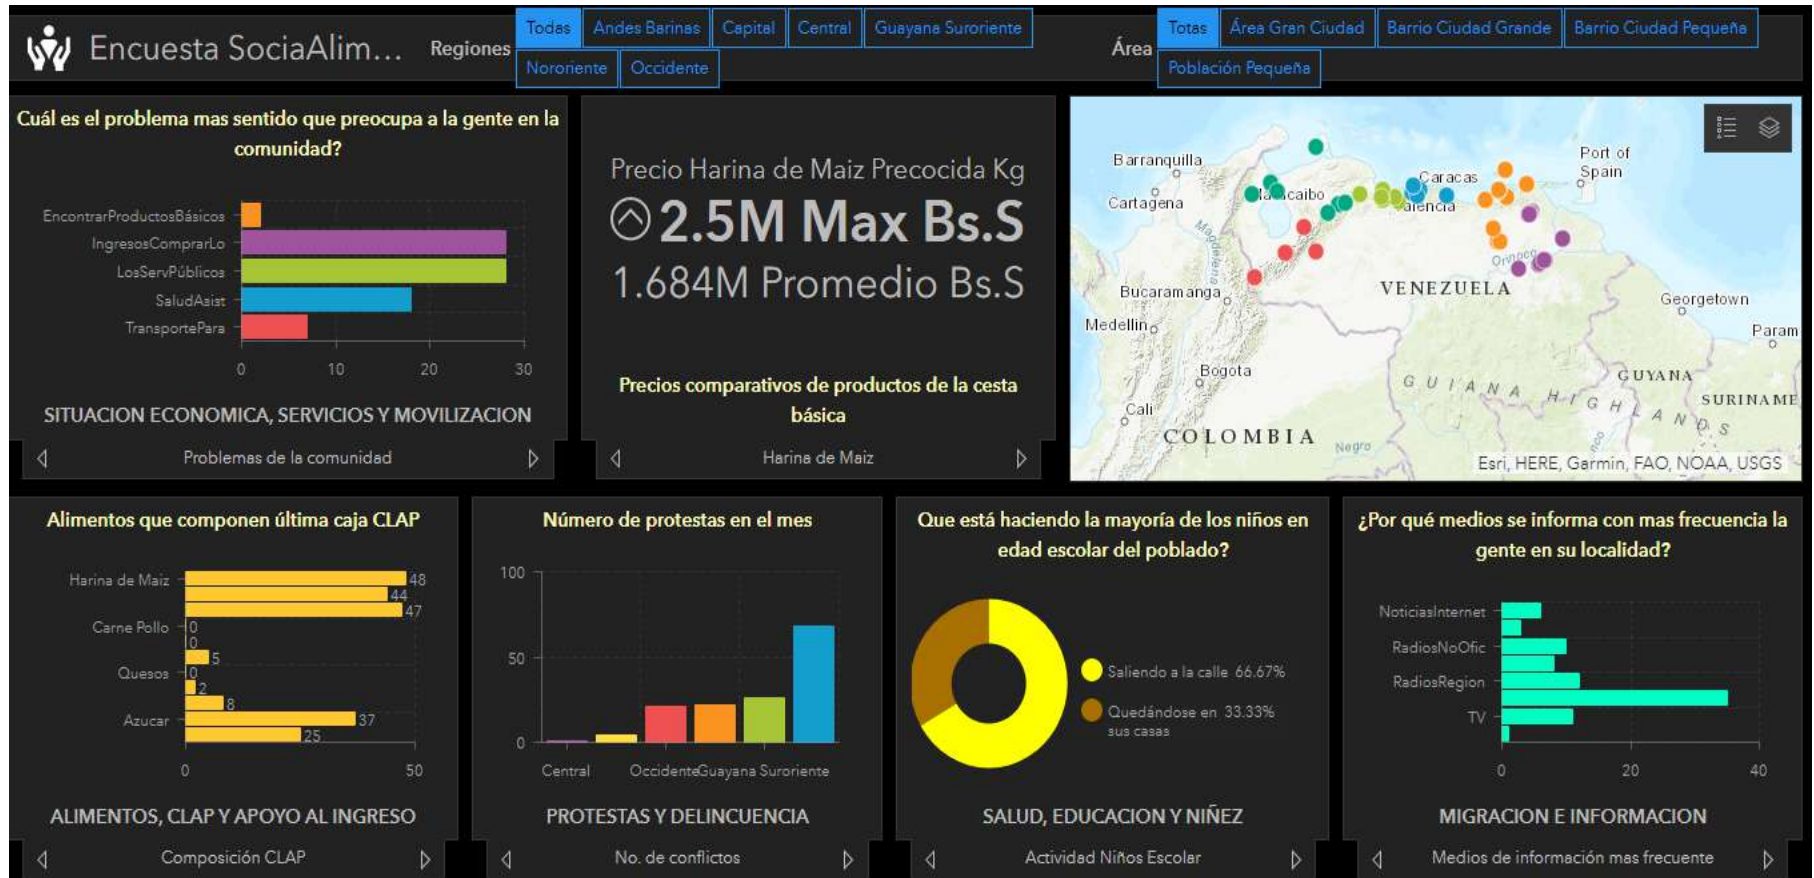 Encuesta SociaAlim...
Regiones
Todas
Andes Barinas
Capital
Central
Guayana Suroriente
Nororiente
Occidente
Área
Totas
Área Gran Ciudad
Barrio Ciudad Grande
Barrio Ciudad Pequeña
Población Pequeña
Cuál es el problema mas sentido que preocupa a la gente en la
comunidad?
EncontrarProductosBásicos
IngresosComprarLo
LosServPúblicos
SaludAsist
TransportePara
0 10 20 30
SITUACION ECONOMICA, SERVICIOS Y MOVILIZACION
Problemas de la comunidad
Precio Harina de Maiz Precocida Kg
2.5M Max Bs.S
1.684M Promedio Bs.S
Precios comparativos de productos de la cesta
básica
Harina de Maiz
Barranquilla
Port of
Spain
Caracas
Cartagena
Valencia
Magdalena
Orinoco
VENEZUELA
Bucaramanga
Georgetown
Medellin
Param
Bogota
GUYANA
GUIANA HIGHLANDS
SURINAME
Cali
COLOMBIA
Negro
Esri, HERE, Garmin, FAO, NOAA, USGS
Alimentos que componen última caja CLAP
Harina de Maiz 48
44
47
Carne Pollo 0
0
5
Quesos 0
2
8
Azucar 37
25
0 50
ALIMENTOS, CLAP Y APOYO AL INGRESO
Composición CLAP
Número de protestas en el mes
100
50
0
Central Occidente Guayana Suroriente
PROTESTAS Y DELINCUENCIA
No. de conflictos
Que está haciendo la mayoría de los niños en
edad escolar del poblado?
Saliendo a la calle 66.67%
Quedándose en 33.33%
sus casas
SALUD, EDUCACION Y NIÑEZ
Actividad Niños Escolar
¿Por qué medios se informa con mas frecuencia la
gente en su localidad?
NoticiasInternet
RadiosNoOfic
RadiosRegion
TV
0 20 40
MIGRACION E INFORMACION
Medios de información mas frecuente